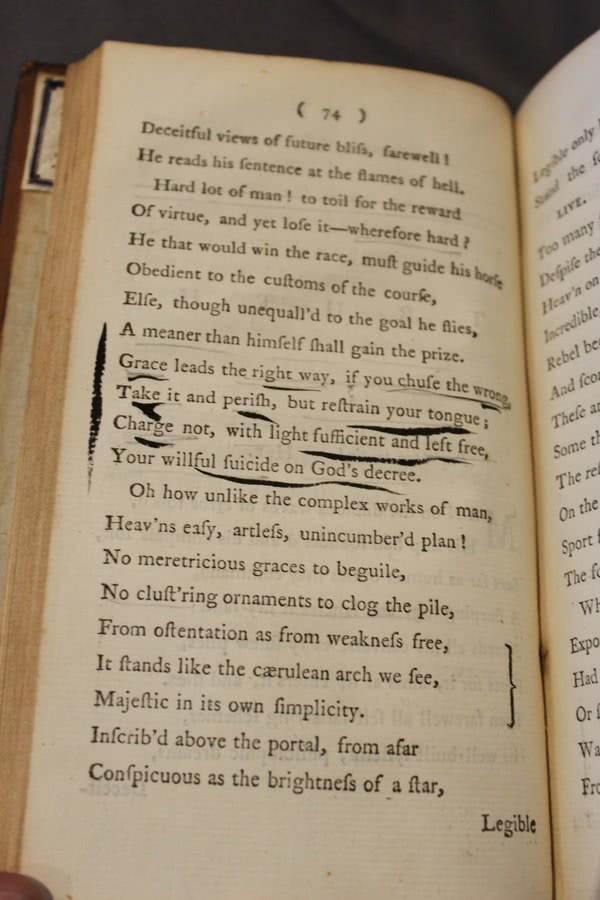 ( 74 )
Deceitful views of future bliſs, farewell !
He reads his ſentence at the flames of hell.
Hard lot of man ! to toil for the reward
Of virtue, and yet loſe it—wherefore hard ?
He that would win the race, muſt guide his horſe
Obedient to the cuſtoms of the courſe,
Elſe, though unequall'd to the goal he flies,
A meaner than himſelf ſhall gain the prize.
Grace leads the right way, if you chuſe the wrong,
Take it and periſh, but reſtrain your tongue ;
Charge not, with light ſufficient and left free,
Your willful ſuicide on God's decree.
Oh how unlike the complex works of man,
Heav'ns eaſy, artleſs, unincumber'd plan !
No meretricious graces to beguile,
No cluſt'ring ornaments to clog the pile,
From oſtentation as from weakneſs free,
It ſtands like the cærulean arch we ſee,
Majeſtic in its own ſimplicity.
Inſcrib'd above the portal, from afar
Conſpicuous as the brightneſs of a ſtar,
Legible
Legible only
Stand the
LIVE.
Too many
Deſpiſe the
Heav'n on
Incredible
Rebel
And
Theſe
Some
The
On the
Sport
The
Had
Or